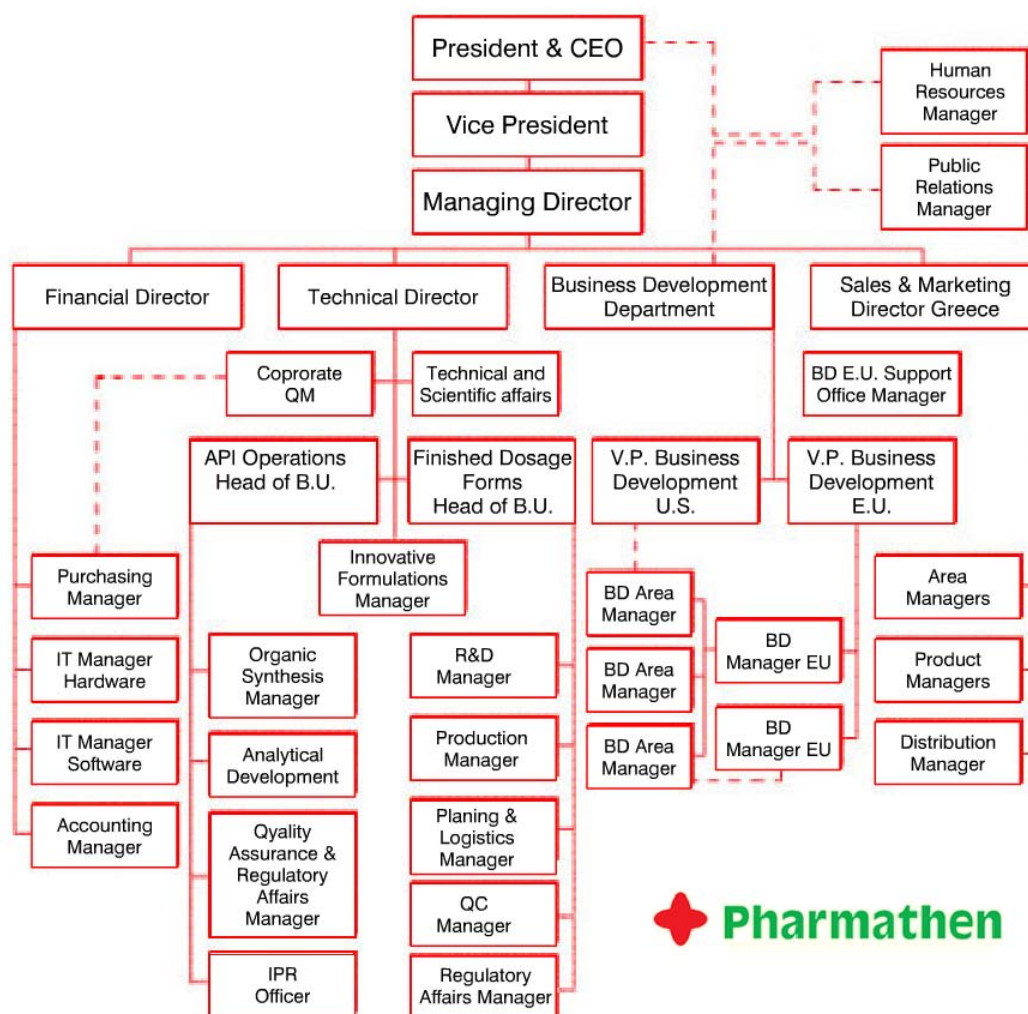 President & CEO
Human
Resources
Manager
Vice President
Public
Relations
Manager
Managing Director
Financial Director
Technical Director
Business Development
Department
Sales & Marketing
Director Greece
Coprorate
QM
Technical and
Scientific affairs
BD E.U. Support
Office Manager
API Operations
Head of B.U.
Finished Dosage
Forms
Head of B.U.
V.P. Business
Development
U.S.
V.P. Business
Development
E.U.
Innovative
Formulations
Manager
Purchasing
Manager
IT Manager
Hardware
IT Manager
Software
Accounting
Manager
Organic
Synthesis
Manager
Analytical
Development
Qyality
Assurance &
Regulatory
Affairs
Manager
IPR
Officer
R&D
Manager
Production
Manager
Planing &
Logistics
Manager
QC
Manager
Regulatory
Affairs Manager
BD Area
Manager
BD Area
Manager
BD Area
Manager
BD
Manager EU
BD
Manager EU
Area
Managers
Product
Managers
Distribution
Manager
Pharmathen